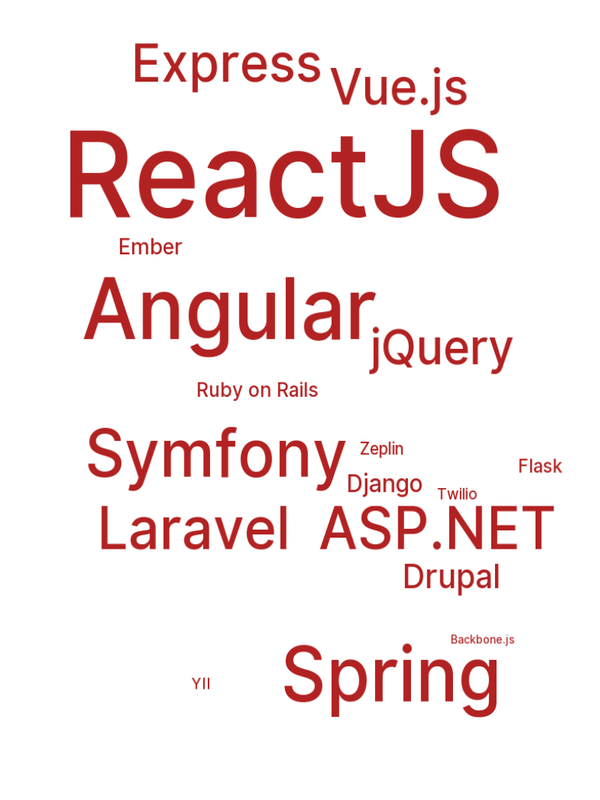 Express
Vue.js
ReactJS
Ember
Angular
jQuery
Ruby on Rails
Symfony
Zeplin
Flask
Django
Twilio
Laravel
ASP.NET
Drupal
Backbone.js
Spring
YII